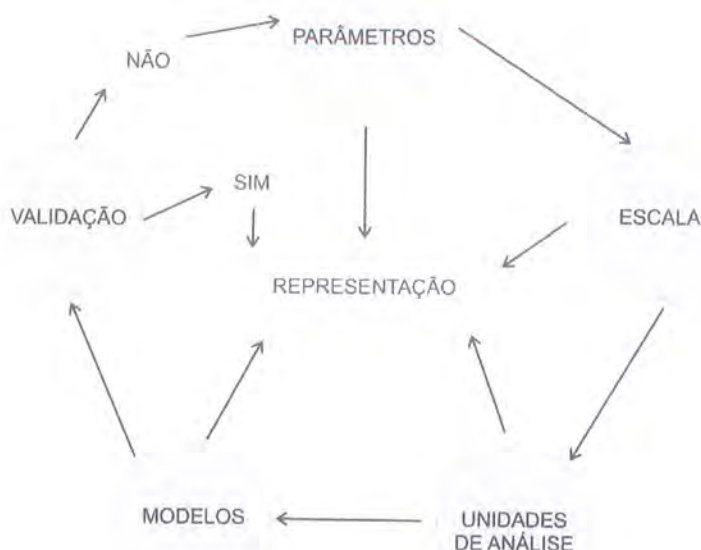 PARÂMETROS
NÃO
SIM
VALIDAÇÃO
ESCALA
REPRESENTAÇÃO
MODELOS
UNIDADES
DE ANÁLISE